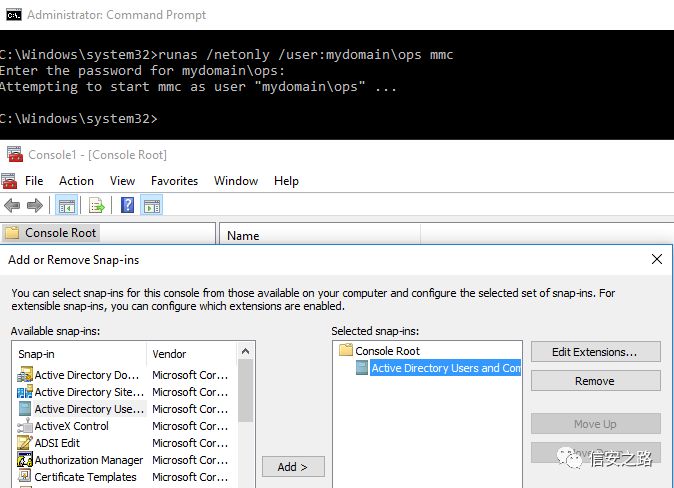 Administrator: Command Prompt
C:\Windows\system32>runas /netonly /user:mydomain\ops mmc
Enter the password for mydomain\ops:
Attempting to start mmc as user "mydomain\ops" ...
C:\Windows\system32>
Console1 - [Console Root]
File Action View Favorites Window Help
Console Root
Name
Add or Remove Snap-ins
You can select snap-ins for this console from those available on your computer and configure the selected set of snap-ins. For
extensible snap-ins, you can configure which extensions are enabled.
Available snap-ins:
Snap-in Vendor
Active Directory Do... Microsoft Cor...
Active Directory Site... Microsoft Cor...
Active Directory Use... Microsoft Cor...
ActiveX Control Microsoft Cor...
ADSI Edit Microsoft Cor...
Authorization Manager Microsoft Cor...
Certificate Templates Microsoft Cor...
Add >
Selected snap-ins:
Console Root
Active Directory Users and Com
Edit Extensions...
Remove
Move Up
信安之路